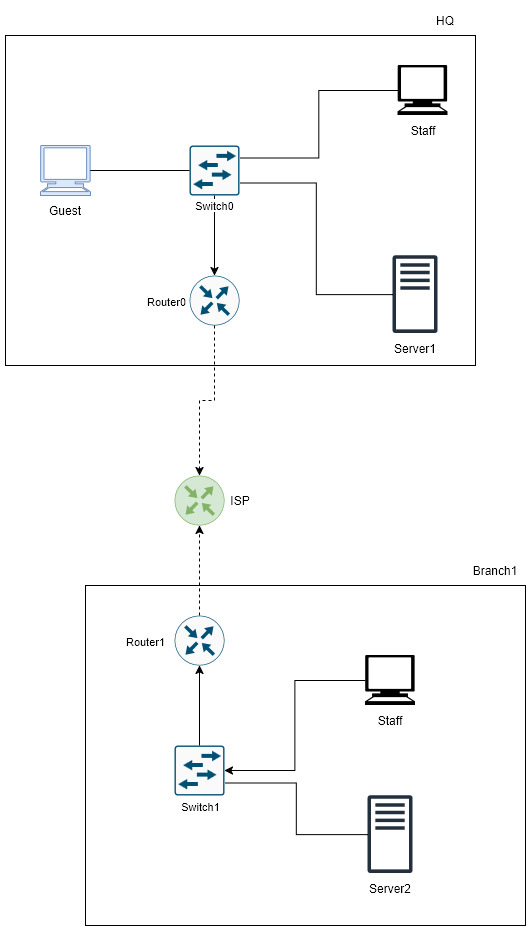 HQ
Staff
Guest
Switch0
Router0
Server1
ISP
Branch1
Router1
Staff
Switch1
Server2